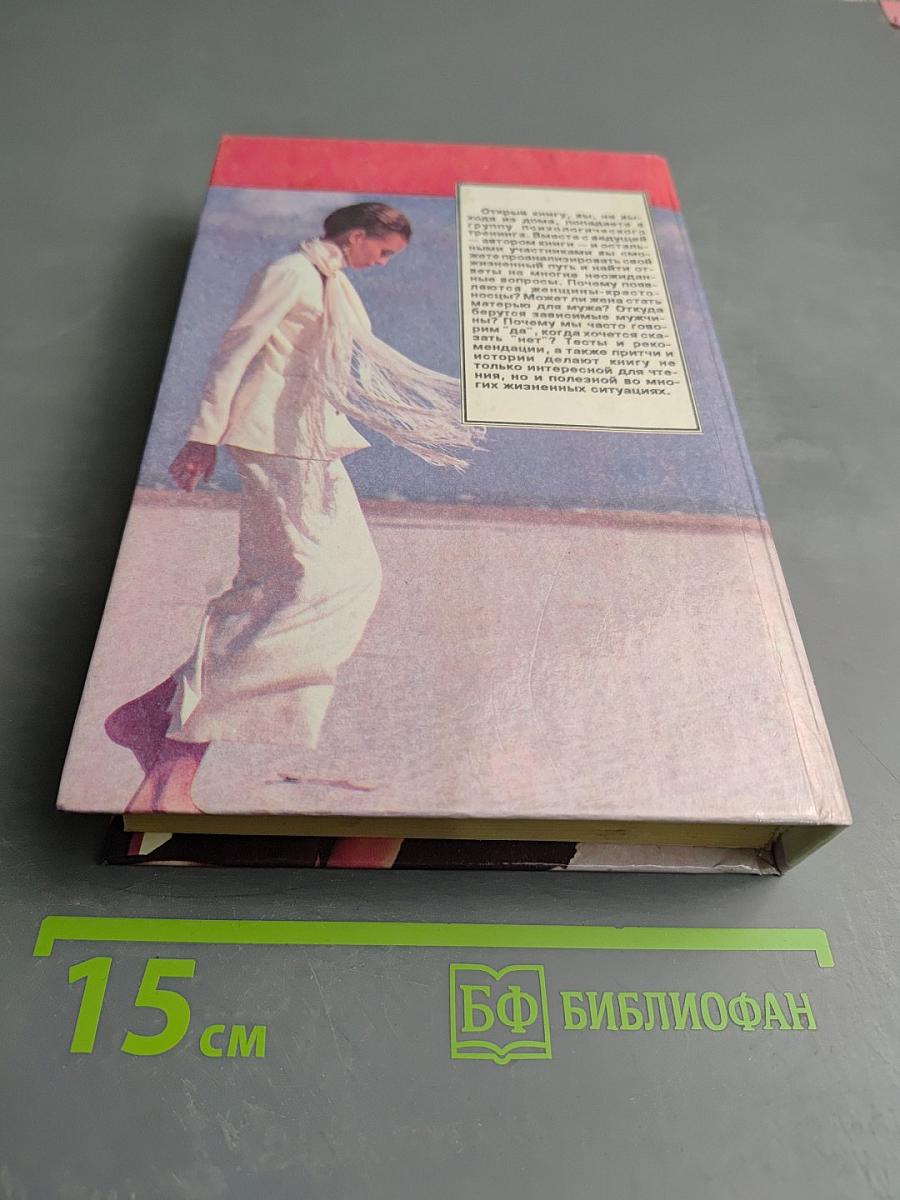 Открыв книгу, вы, не вы-
ходя из дома, попадаете в
группу психологического
тренинга. Вместе с ведущей
— автором книги — и осталь-
ными участниками вы смо-
жете проанализировать свой
жизненный путь и найти от-
веты на многие неожидан-
ные вопросы. Почему появ-
ляются женщины-кресто-
носцы? Может ли жена стать
матерью для мужа? Откуда
берутся зависимые мужчи-
ны? Почему мы часто гово-
рим "да", когда хочется ска-
зать "нет"? Тесты и реко-
мендации, а также притчи и
истории делают книгу не
только интересной для чте-
ния, но и полезной во мно-
гих жизненных ситуациях.
15 см
БФ БИБЛИОФАН